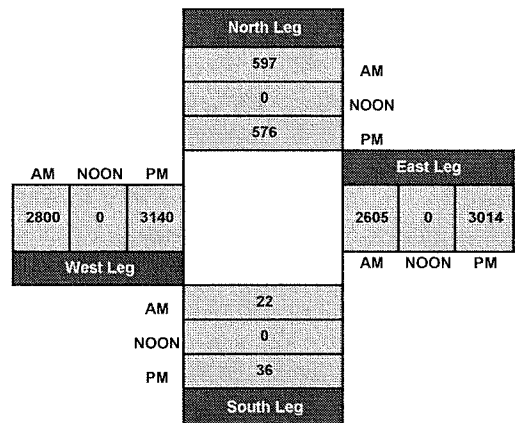 North Leg
597
AM
0
NOON
576
PM
East Leg
AM NOON PM
2800 0 3140
2605 0 3014
West Leg
AM NOON PM
22
AM
0
NOON
36
PM
South Leg